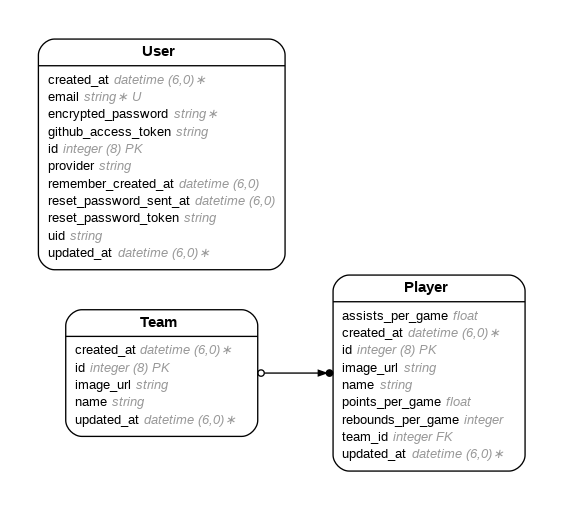 User
created_at datetime (6,0)∗
email string∗ U
encrypted_password string∗
github_access_token string
id integer (8) PK
provider string
remember_created_at datetime (6,0)
reset_password_sent_at datetime (6,0)
reset_password_token string
uid string
updated_at datetime (6,0)∗
Team
created_at datetime (6,0)∗
id integer (8) PK
image_url string
name string
updated_at datetime (6,0)∗
Player
assists_per_game float
created_at datetime (6,0)∗
id integer (8) PK
image_url string
name string
points_per_game float
rebounds_per_game integer
team_id integer FK
updated_at datetime (6,0)∗